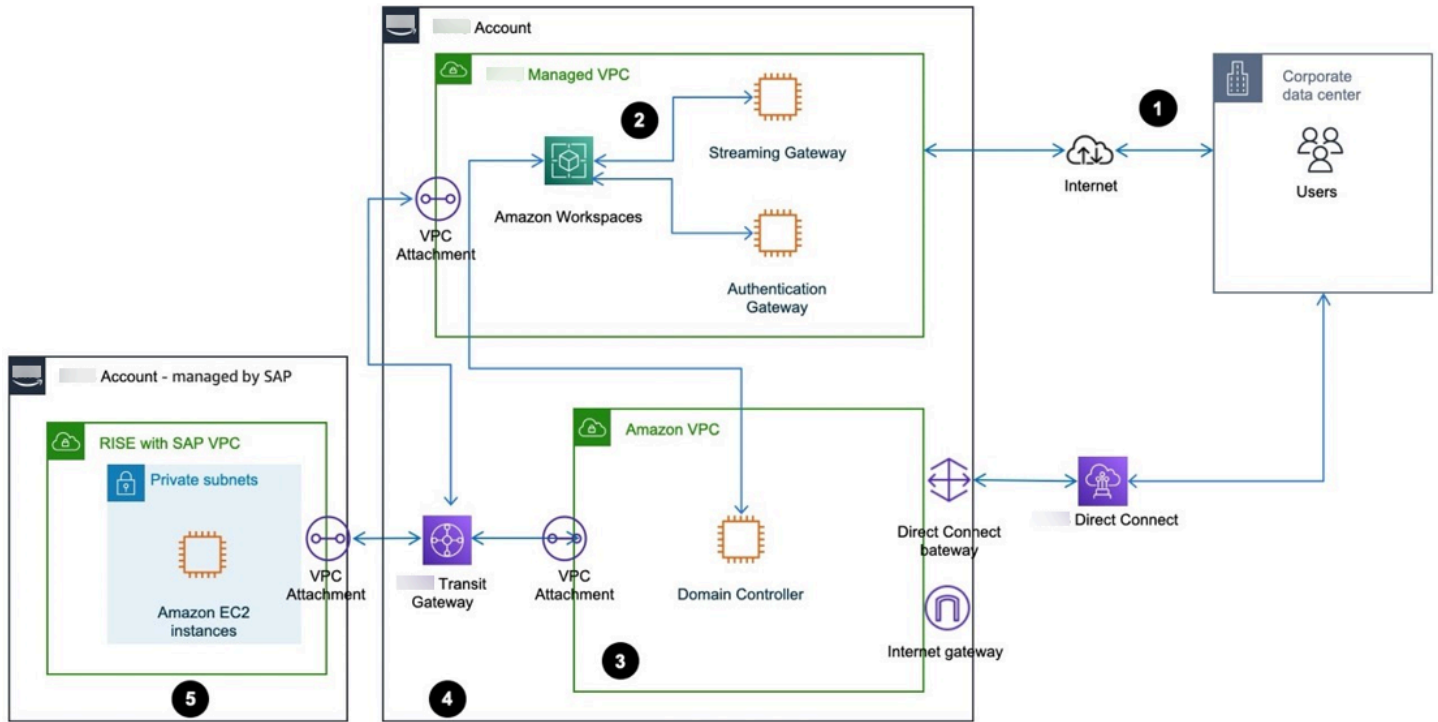 Account
Managed VPC
2
Streaming Gateway
Amazon Workspaces
VPC
Attachment
Authentication
Gateway
1
Internet
Corporate
data center
Users
Account - managed by SAP
RISE with SAP VPC
Private subnets
Amazon EC2
instances
VPC
Attachment
5
Transit
Gateway
4
VPC
Attachment
Amazon VPC
Domain Controller
3
Direct Connect
bateway
Internet gateway
Direct Connect